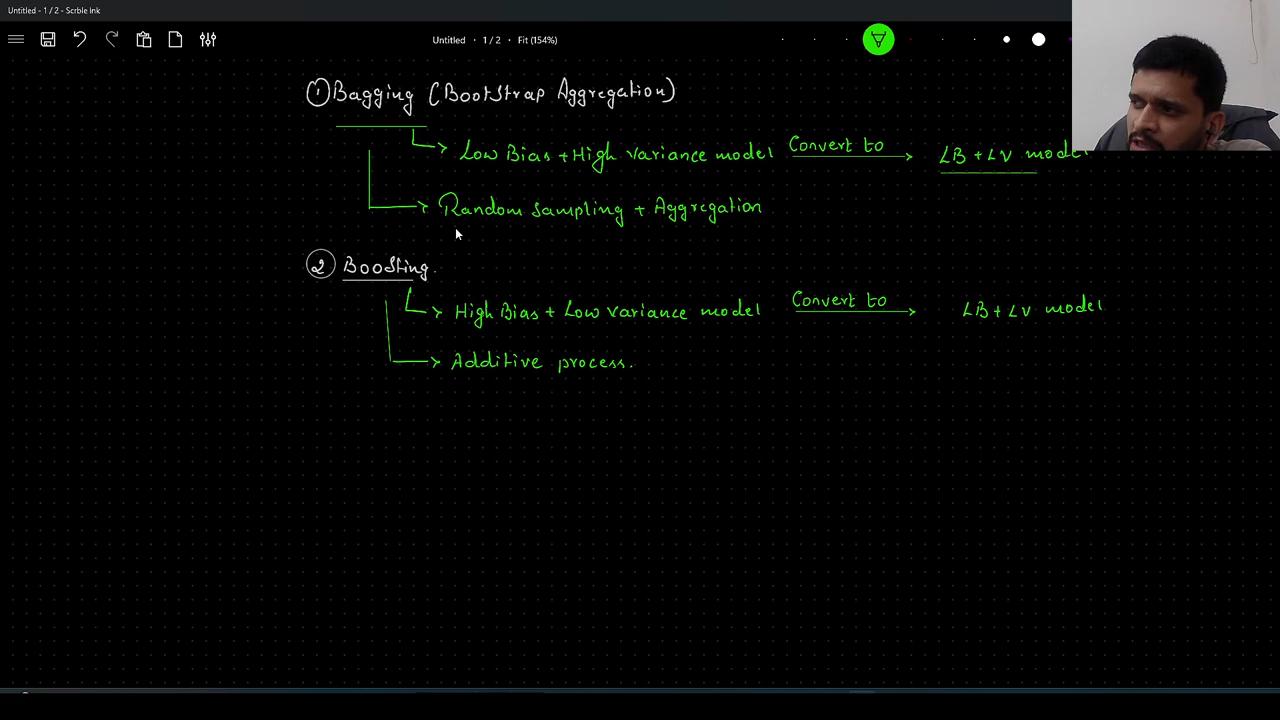 Untitled - 1 / 2 - Scrble Ink
Untitled · 1 / 2 · Fit (154%)
① Bagging (Bootstrap Aggregation)
Low Bias + High Variance model Convert to LB + LV model
Random Sampling + Aggregation
② Boosting.
High Bias + Low variance model Convert to LB + LV model
Additive process.